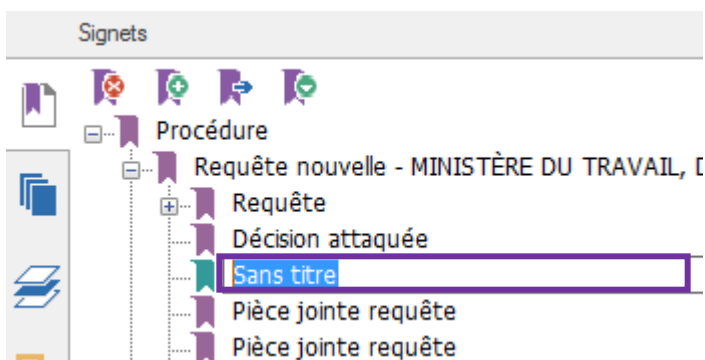 Signets
Procédure
Requête nouvelle - MINISTÈRE DU TRAVAIL,
Requête
Décision attaquée
Sans titre
Pièce jointe requête
Pièce jointe requête